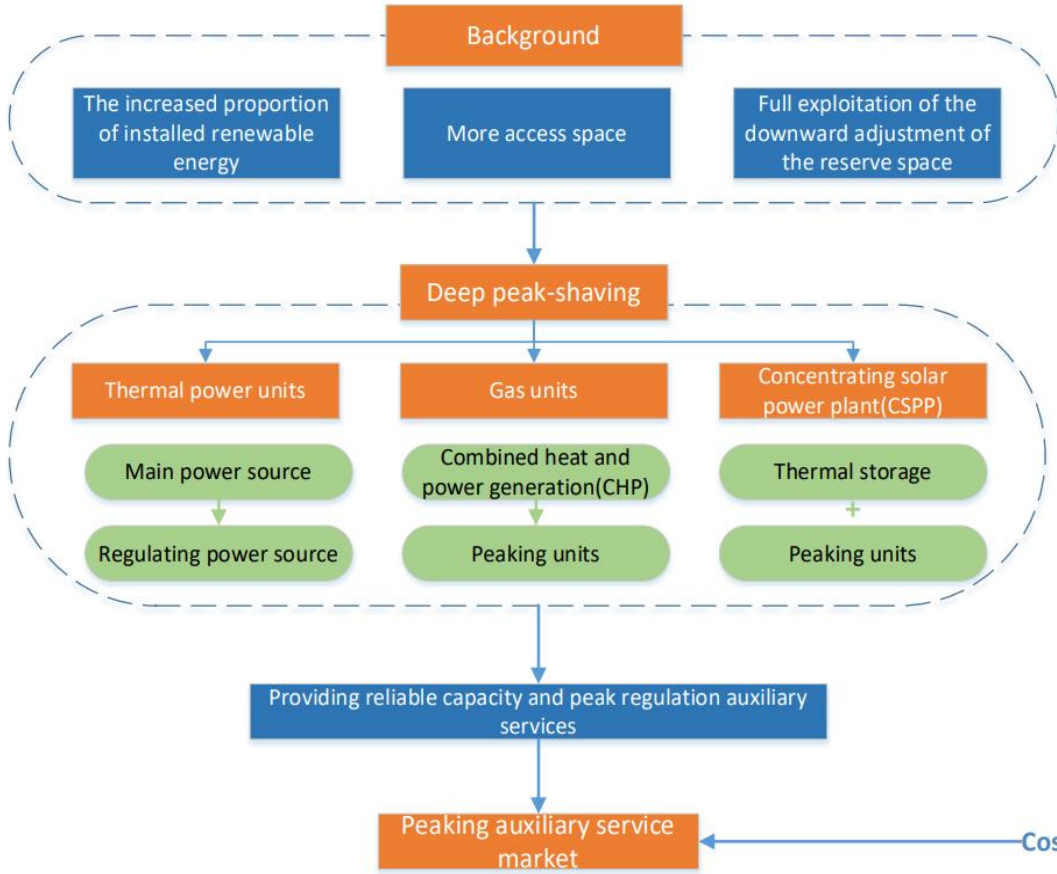 Background
The increased proportion
of installed renewable
energy
More access space
Full exploitation of the
downward adjustment of
the reserve space
Deep peak-shaving
Thermal power units
Gas units
Concentrating solar
power plant(CSPP)
Main power source
Combined heat and
power generation(CHP)
Thermal storage
+
Regulating power source
Peaking units
Peaking units
Providing reliable capacity and peak regulation auxiliary
services
Peaking auxiliary service
market